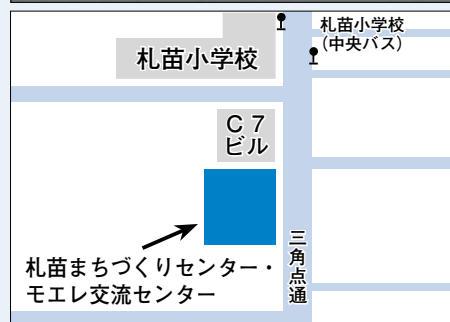 札苗小学校
(中央バス)
札苗小学校
C7
ビル
三角点通
札苗まちづくりセンター・
モエレ交流センター